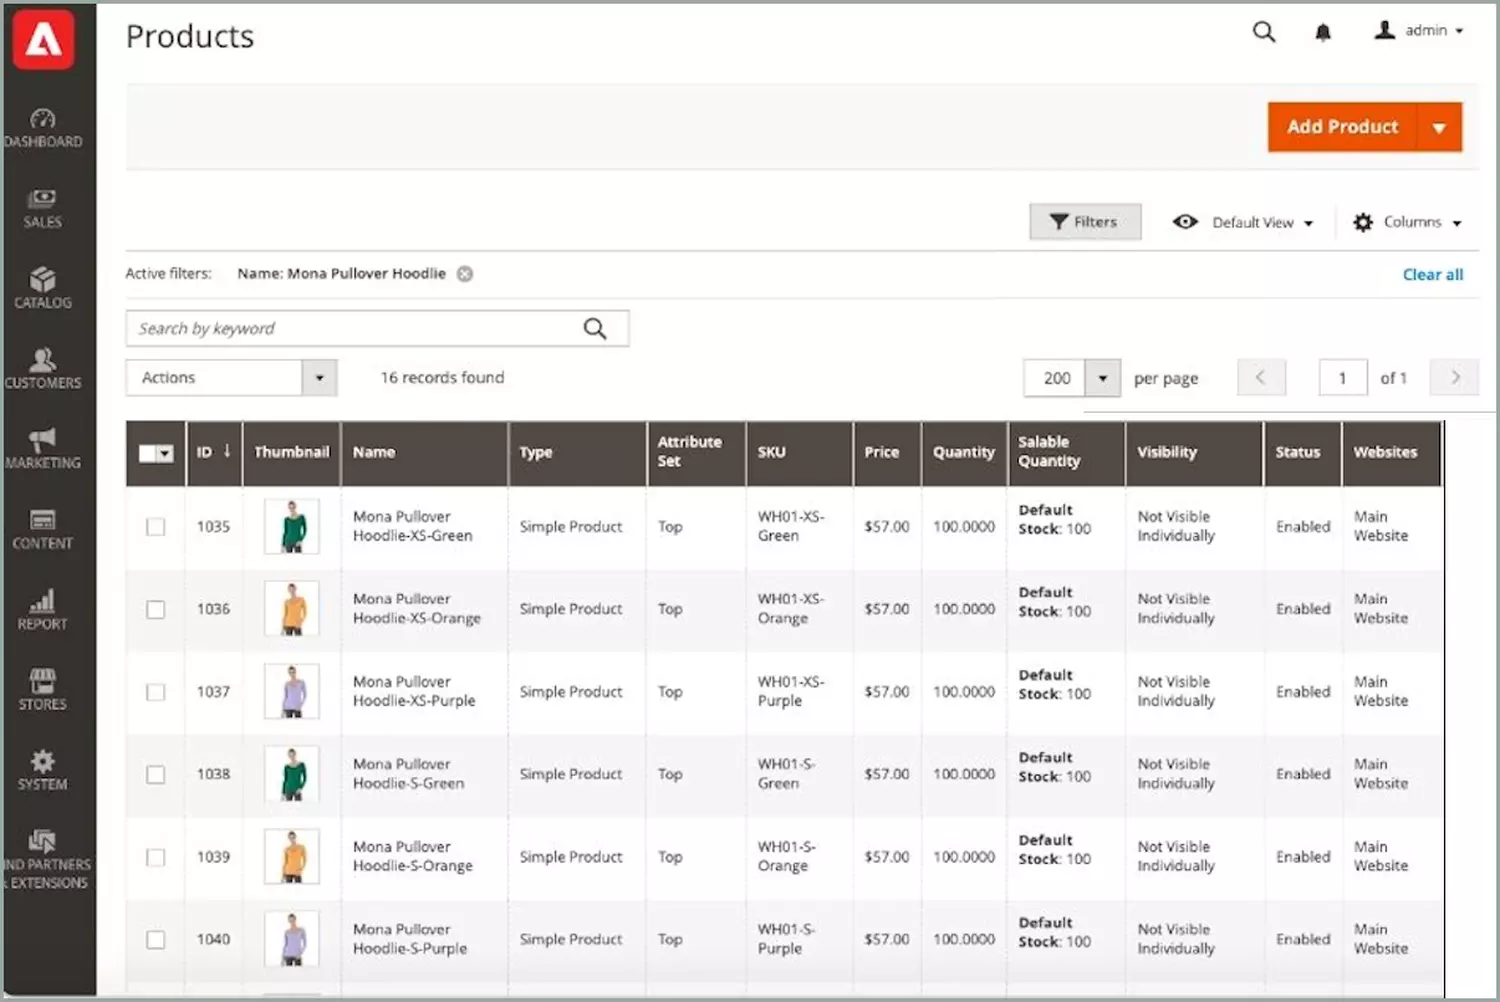 Products
admin
DASHBOARD
SALES
CATALOG
CUSTOMERS
MARKETING
CONTENT
REPORT
STORES
SYSTEM
IND PARTNERS
& EXTENSIONS
Add Product
Filters
Default View
Columns
Active filters: Name: Mona Pullover Hoodlie
Clear all
Search by keyword
Actions
16 records found
200 per page
1 of 1
ID ↓ Thumbnail Name Type Attribute Set SKU Price Quantity Salable Quantity Visibility Status Websites
1035 Mona Pullover Hoodlie-XS-Green Simple Product Top WH01-XS-Green $57.00 100.0000 Default Stock: 100 Not Visible Individually Enabled Main Website
1036 Mona Pullover Hoodlie-XS-Orange Simple Product Top WH01-XS-Orange $57.00 100.0000 Default Stock: 100 Not Visible Individually Enabled Main Website
1037 Mona Pullover Hoodlie-XS-Purple Simple Product Top WH01-XS-Purple $57.00 100.0000 Default Stock: 100 Not Visible Individually Enabled Main Website
1038 Mona Pullover Hoodlie-S-Green Simple Product Top WH01-S-Green $57.00 100.0000 Default Stock: 100 Not Visible Individually Enabled Main Website
1039 Mona Pullover Hoodlie-S-Orange Simple Product Top WH01-S-Orange $57.00 100.0000 Default Stock: 100 Not Visible Individually Enabled Main Website
1040 Mona Pullover Hoodlie-S-Purple Simple Product Top WH01-S-Purple $57.00 100.0000 Default Stock: 100 Not Visible Individually Enabled Main Website